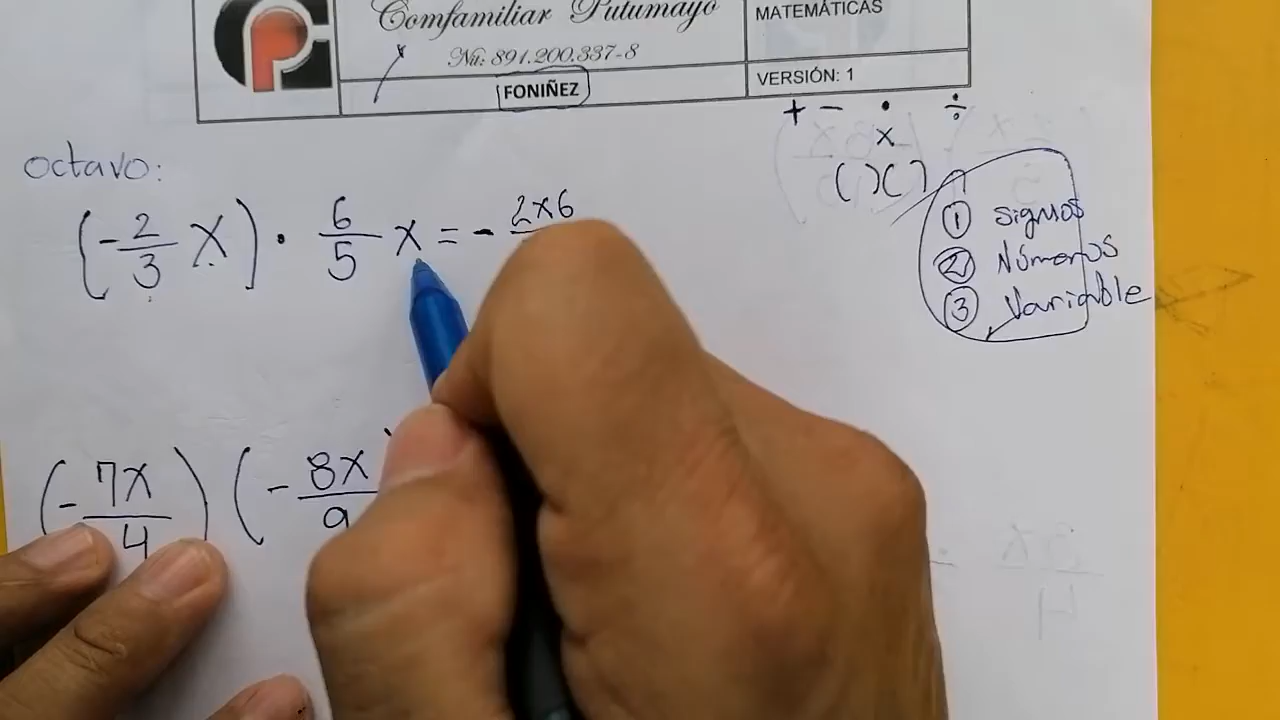 Comfamiliar Putumayo
Nit: 891.200.337-8
FONIÑEZ
MATEMÁTICAS
VERSIÓN: 1
+ - • ÷
x
( )( )
octavo:
(-2/3 X) · 6/5 x = - 2x6
① signos
② Números
③ Variable
(-7x/4) (-8x/9